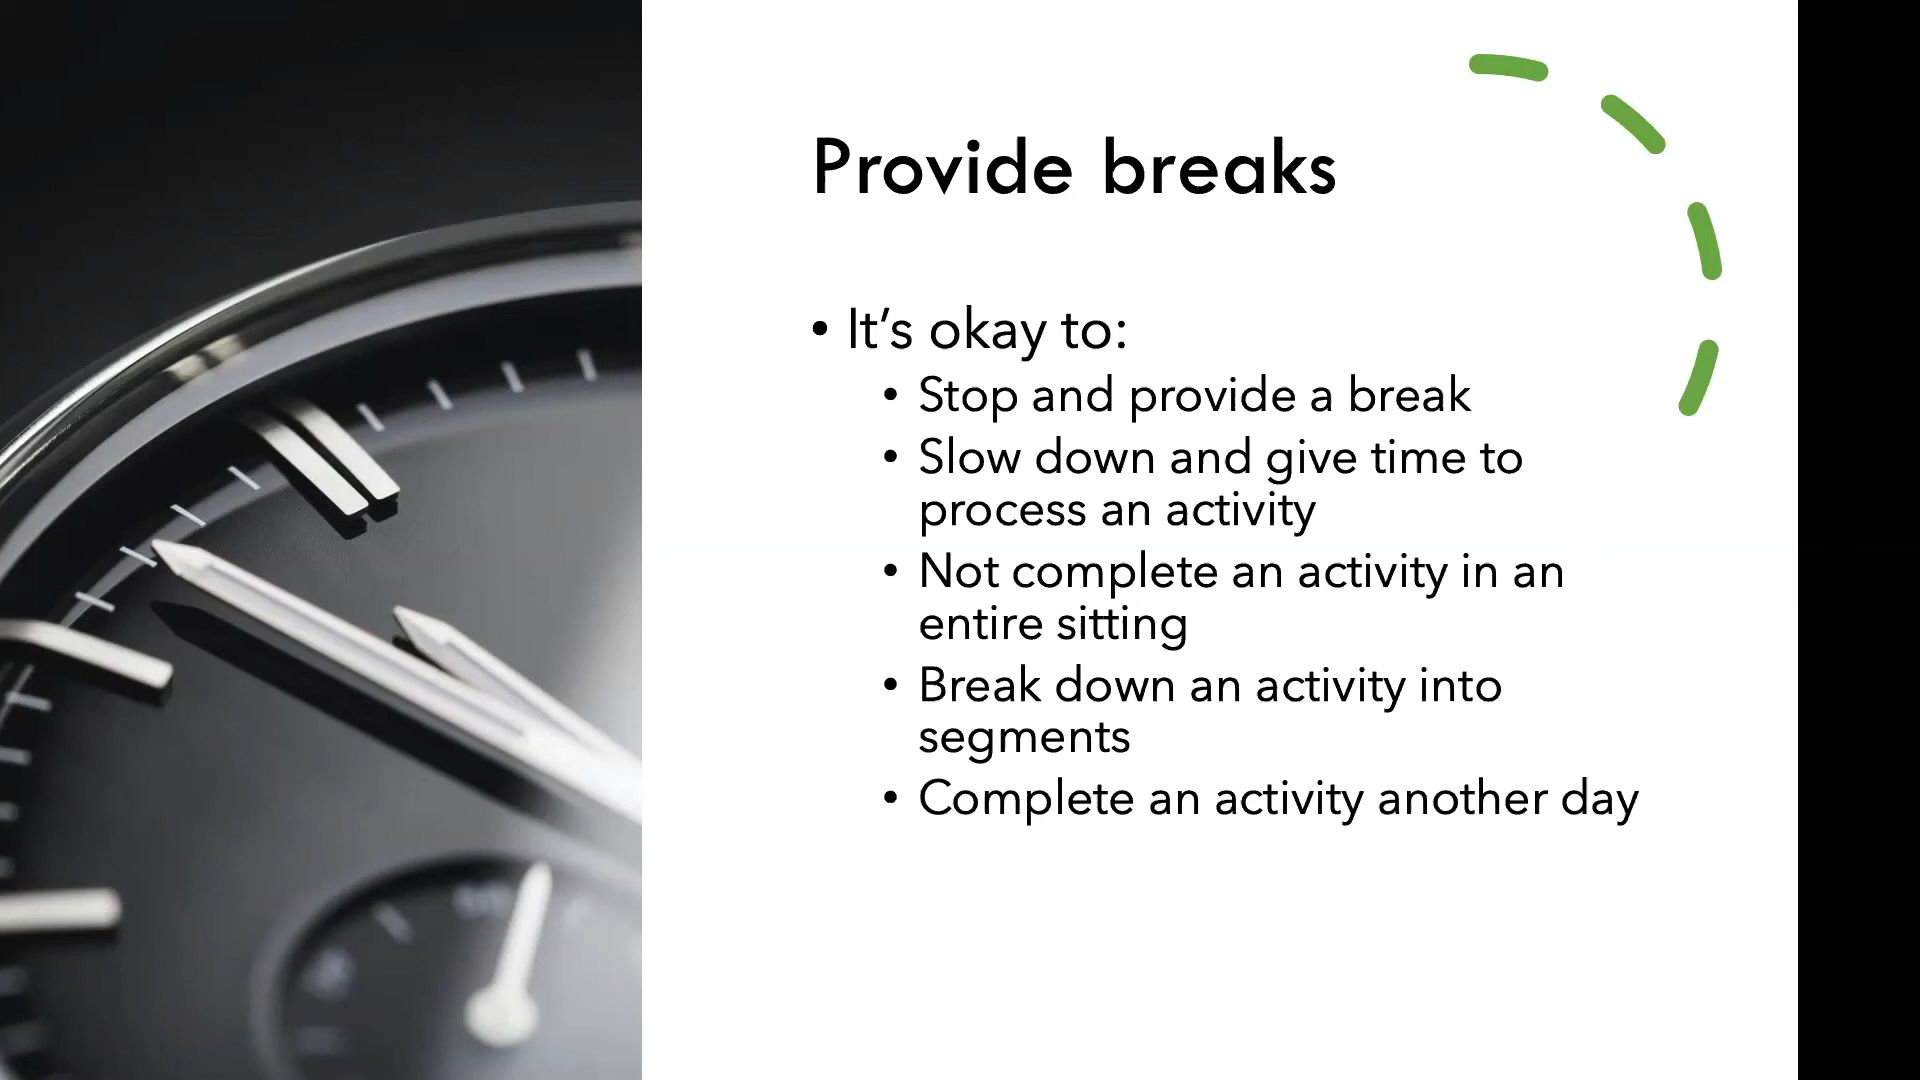 Provide breaks
• It’s okay to:
• Stop and provide a break
• Slow down and give time to
process an activity
• Not complete an activity in an
entire sitting
• Break down an activity into
segments
• Complete an activity another day